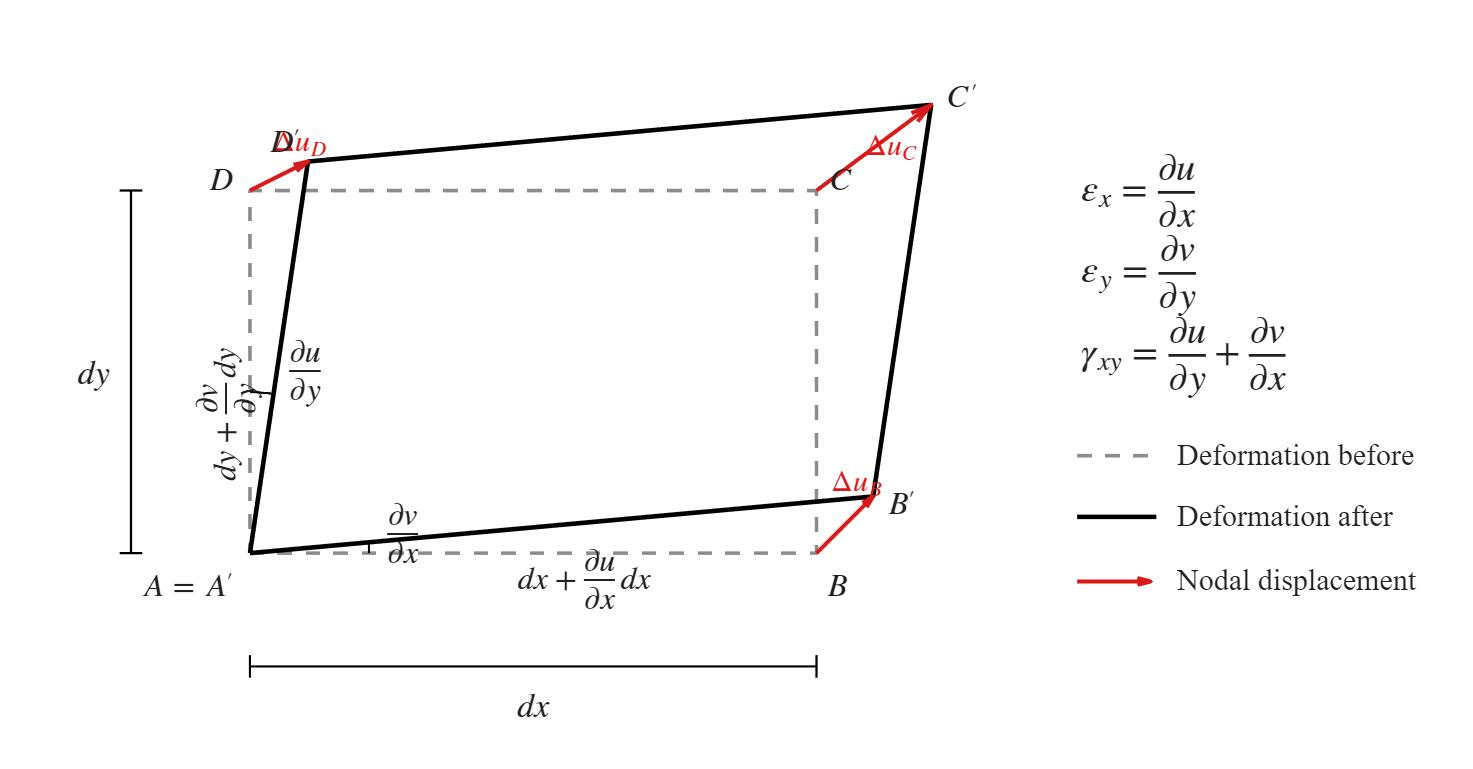 C′
D′
Δu_D
Δu_C
D
C
ε_x = ∂u/∂x
ε_y = ∂v/∂y
γ_xy = ∂u/∂y + ∂v/∂x
dy
dy + ∂v/∂y dy
∂u/∂y
Deformation before
Δu_B
B′
Deformation after
∂v/∂x
A = A′
dx + ∂u/∂x dx
B
Nodal displacement
dx